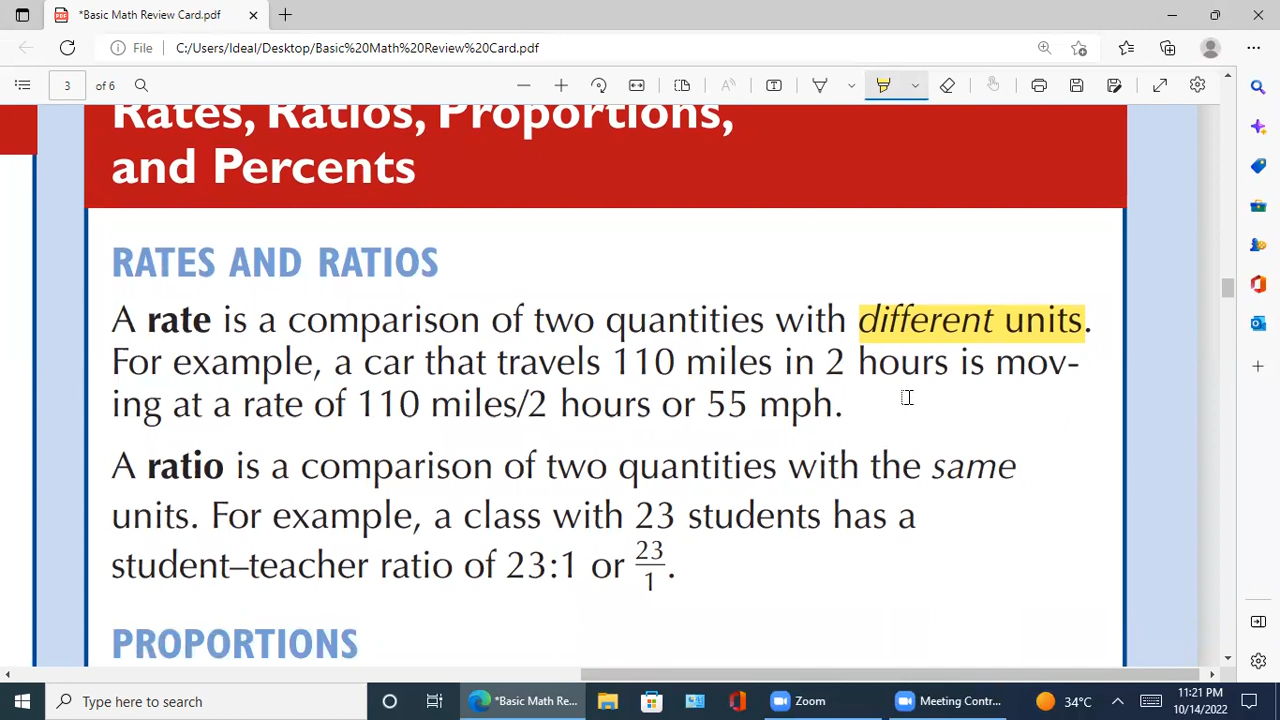 *Basic Math Review Card.pdf
File
C:/Users/Ideal/Desktop/Basic%20Math%20Review%20Card.pdf
3 of 6
Rates, Ratios, Proportions,
and Percents
RATES AND RATIOS
A rate is a comparison of two quantities with different units.
For example, a car that travels 110 miles in 2 hours is mov-
ing at a rate of 110 miles/2 hours or 55 mph.
A ratio is a comparison of two quantities with the same
units. For example, a class with 23 students has a
student–teacher ratio of 23:1 or 23/1.
PROPORTIONS
Type here to search
*Basic Math Re...
Zoom
Meeting Contr...
34°C
11:21 PM
10/14/2022